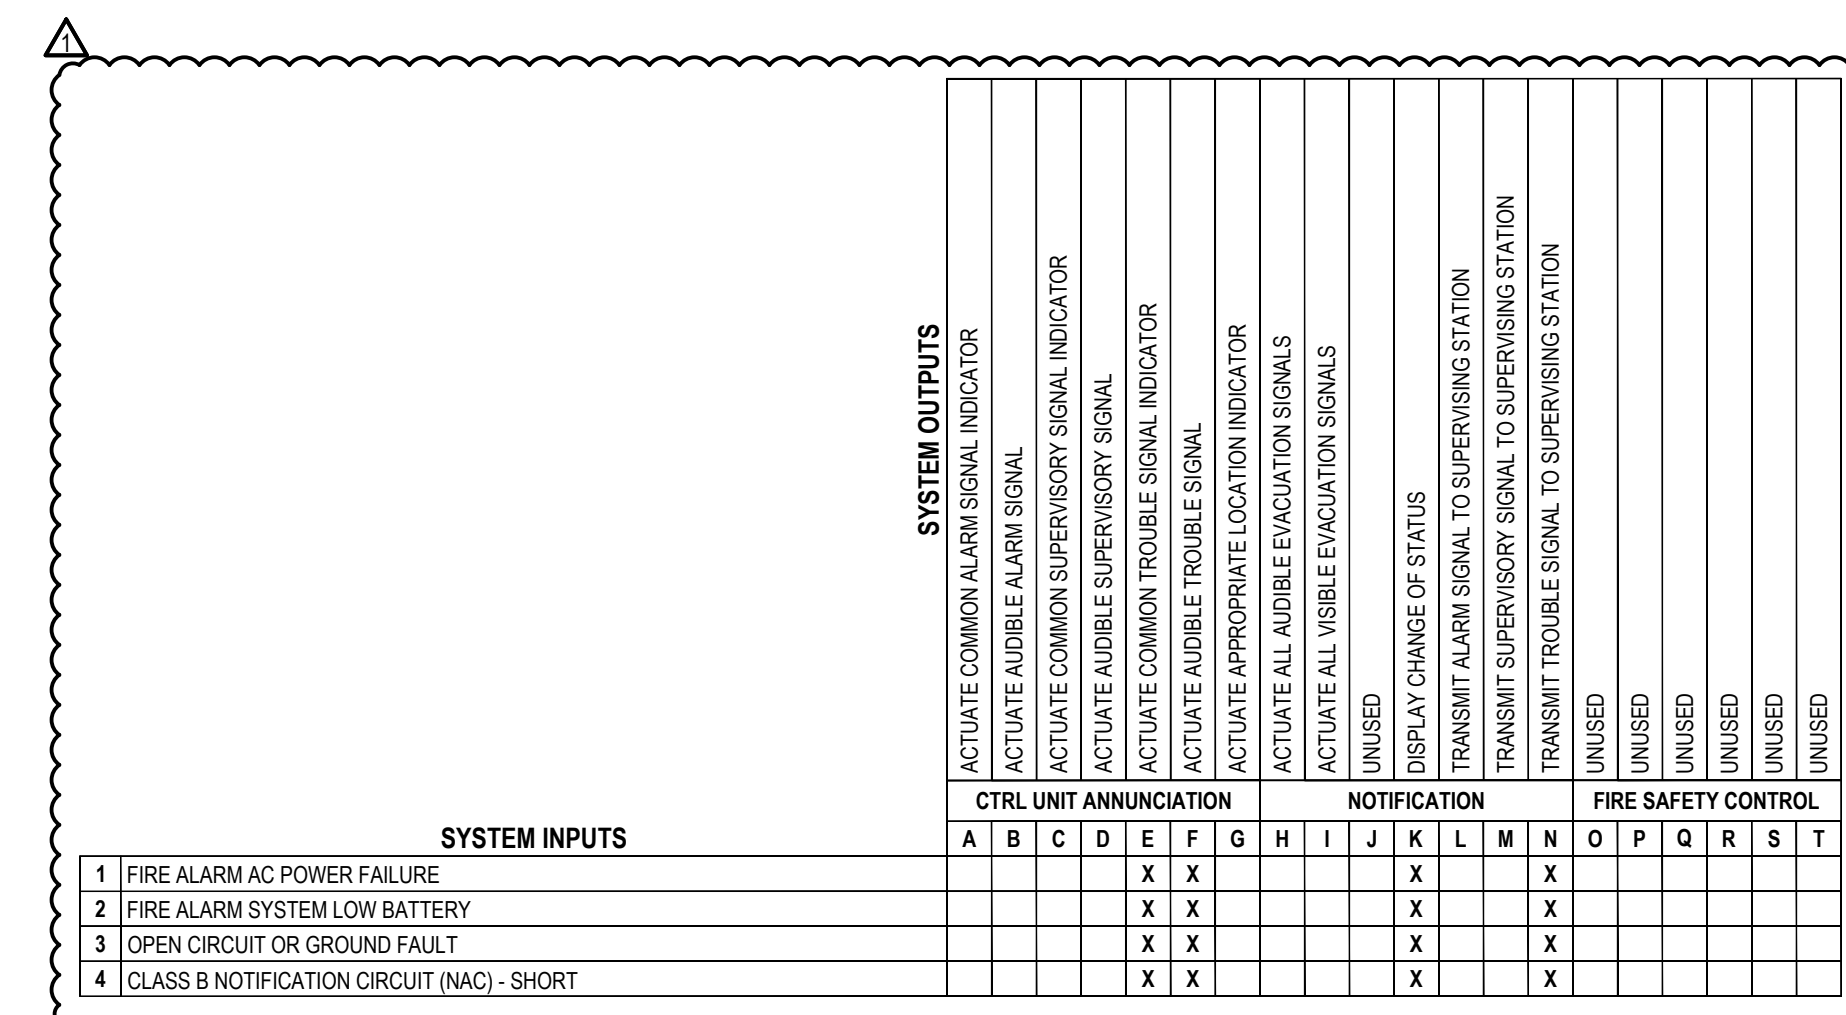 1
SYSTEM OUTPUTS
ACTUATE COMMON ALARM SIGNAL INDICATOR
ACTUATE AUDIBLE ALARM SIGNAL
ACTUATE COMMON SUPERVISORY SIGNAL INDICATOR
ACTUATE AUDIBLE SUPERVISORY SIGNAL
ACTUATE COMMON TROUBLE SIGNAL INDICATOR
ACTUATE AUDIBLE TROUBLE SIGNAL
ACTUATE APPROPRIATE LOCATION INDICATOR
ACTUATE ALL AUDIBLE EVACUATION SIGNALS
ACTUATE ALL VISIBLE EVACUATION SIGNALS
UNUSED
DISPLAY CHANGE OF STATUS
TRANSMIT ALARM SIGNAL TO SUPERVISING STATION
TRANSMIT SUPERVISORY SIGNAL TO SUPERVISING STATION
TRANSMIT TROUBLE SIGNAL TO SUPERVISING STATION
UNUSED
UNUSED
UNUSED
UNUSED
UNUSED
UNUSED
CTRL UNIT ANNUNCIATION NOTIFICATION FIRE SAFETY CONTROL
SYSTEM INPUTS A B C D E F G H I J K L M N O P Q R S T
1 FIRE ALARM AC POWER FAILURE X X X X
2 FIRE ALARM SYSTEM LOW BATTERY X X X X
3 OPEN CIRCUIT OR GROUND FAULT X X X X
4 CLASS B NOTIFICATION CIRCUIT (NAC) - SHORT X X X X